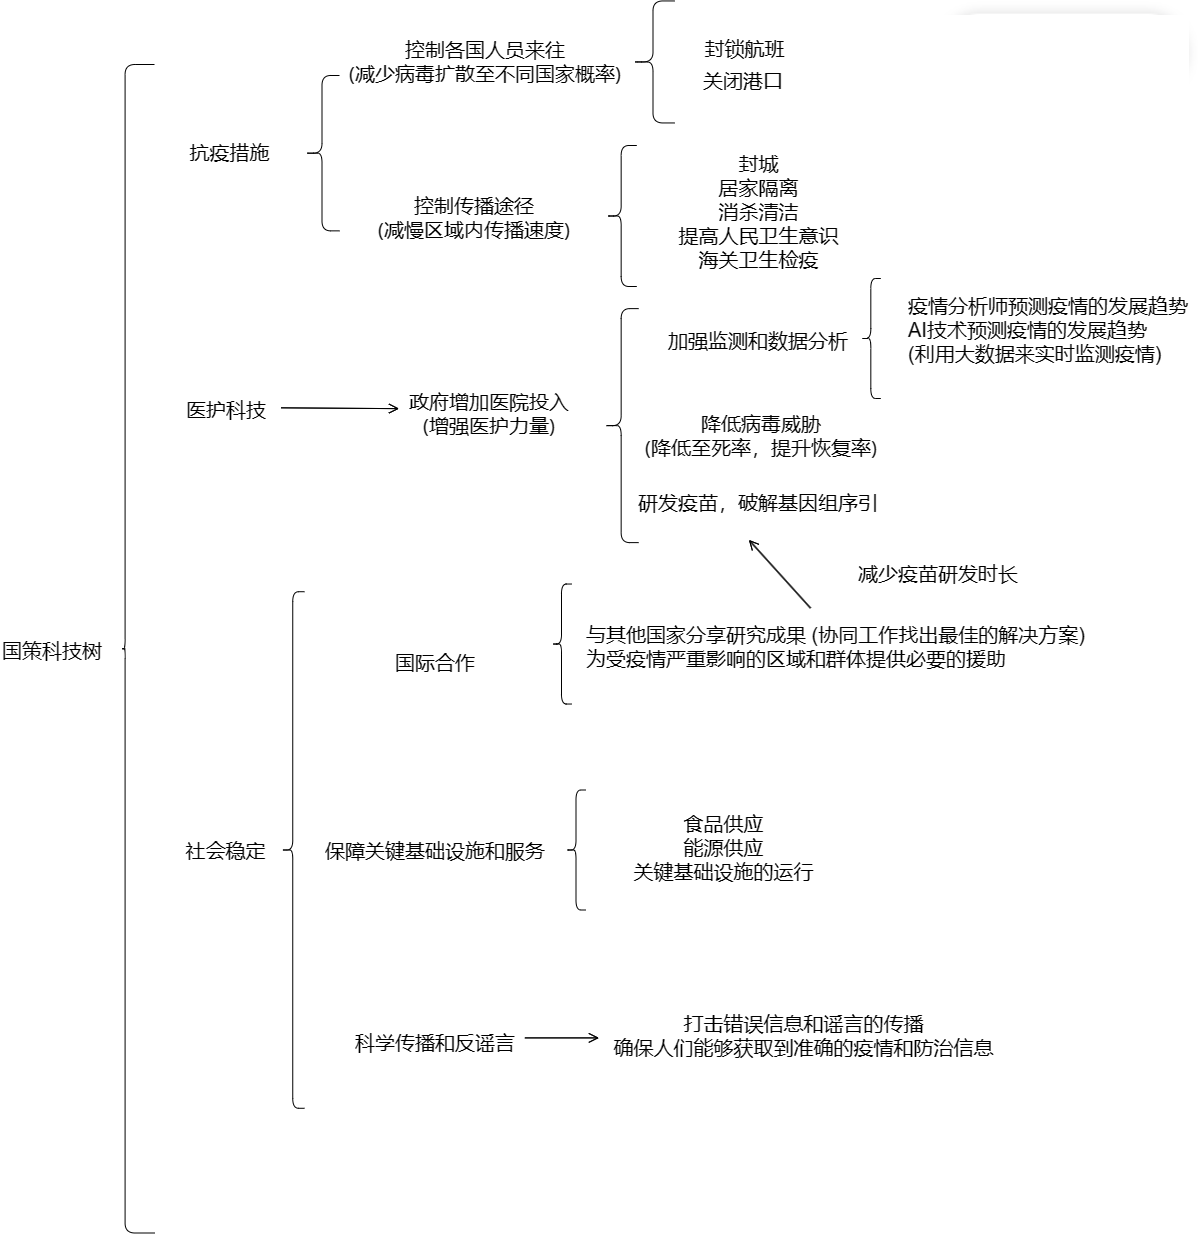 国策科技树
抗疫措施
控制各国人员来往
(减少病毒扩散至不同国家概率)
封锁航班
关闭港口
控制传播途径
(减慢区域内传播速度)
封城
居家隔离
消杀清洁
提高人民卫生意识
海关卫生检疫
医护科技
政府增加医院投入
(增强医护力量)
加强监测和数据分析
疫情分析师预测疫情的发展趋势
AI技术预测疫情的发展趋势
(利用大数据来实时监测疫情)
降低病毒威胁
(降低至死率，提升恢复率)
研发疫苗，破解基因组序引
减少疫苗研发时长
社会稳定
国际合作
与其他国家分享研究成果 (协同工作找出最佳的解决方案)
为受疫情严重影响的区域和群体提供必要的援助
保障关键基础设施和服务
食品供应
能源供应
关键基础设施的运行
科学传播和反谣言
打击错误信息和谣言的传播
确保人们能够获取到准确的疫情和防治信息